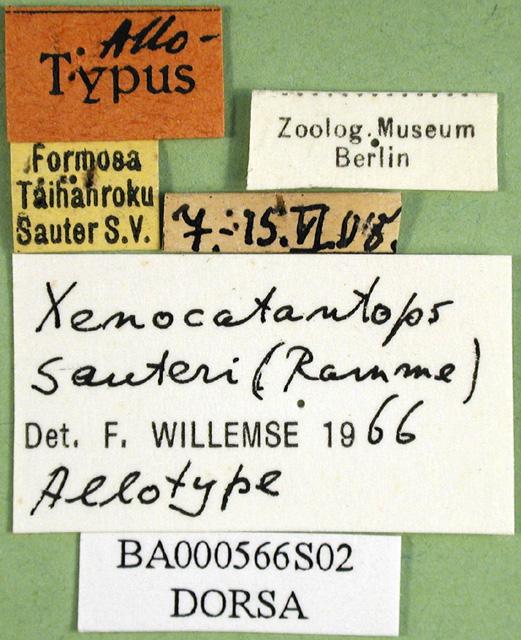 Allo-
Typus
Zoolog. Museum
Berlin
Formosa
Taihanroku
Sauter S.V.
7.-15. VI.
Xenocatantops
sauteri (Ramme)
Det. F. WILLEMSE 1966
Allotype
BA000566S02
DORSA